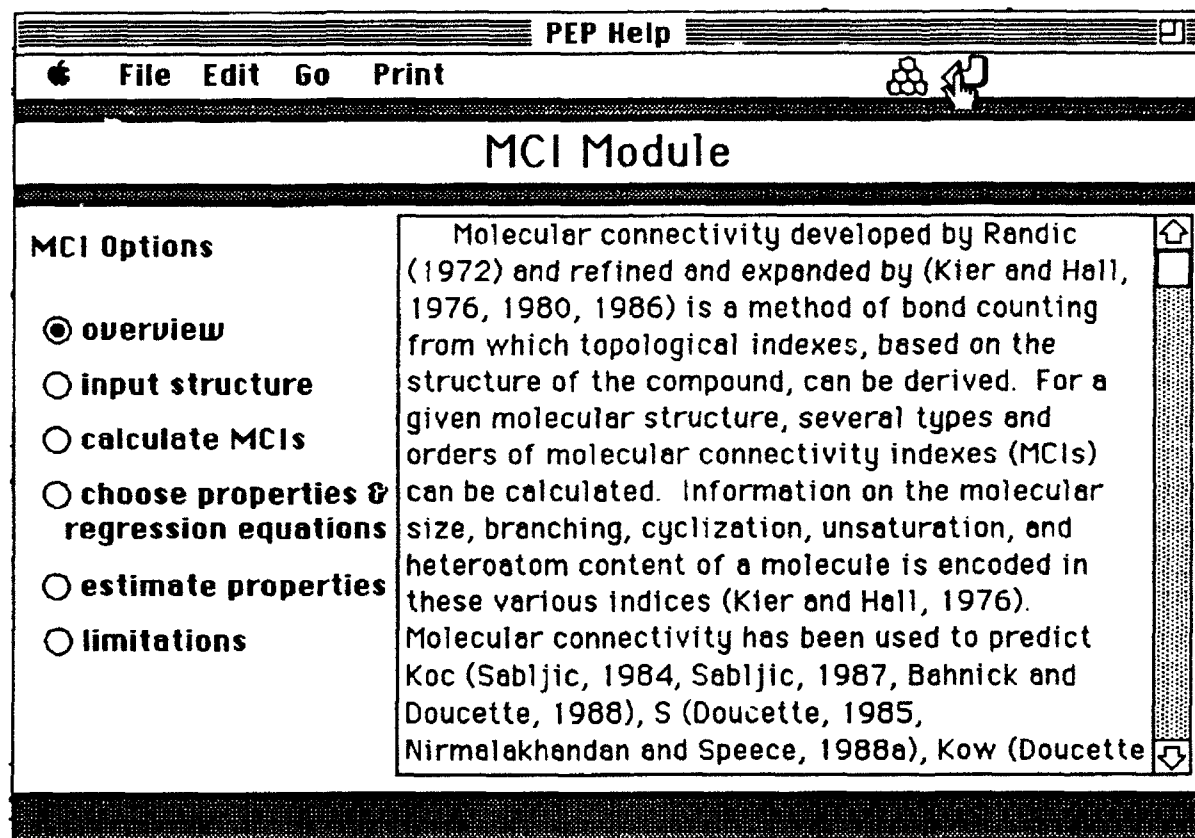 PEP Help
File Edit Go Print
MCI Module
MCI Options
overview
input structure
calculate MCIs
choose properties &
regression equations
estimate properties
limitations
Molecular connectivity developed by Randic
(1972) and refined and expanded by (Kier and Hall,
1976, 1980, 1986) is a method of bond counting
from which topological indexes, based on the
structure of the compound, can be derived. For a
given molecular structure, several types and
orders of molecular connectivity indexes (MCIs)
can be calculated. Information on the molecular
size, branching, cyclization, unsaturation, and
heteroatom content of a molecule is encoded in
these various indices (Kier and Hall, 1976).
Molecular connectivity has been used to predict
Koc (Sabljic, 1984, Sabljic, 1987, Bahnick and
Doucette, 1988), S (Doucette, 1985,
Nirmalakhandan and Speece, 1988a), Kow (Doucette